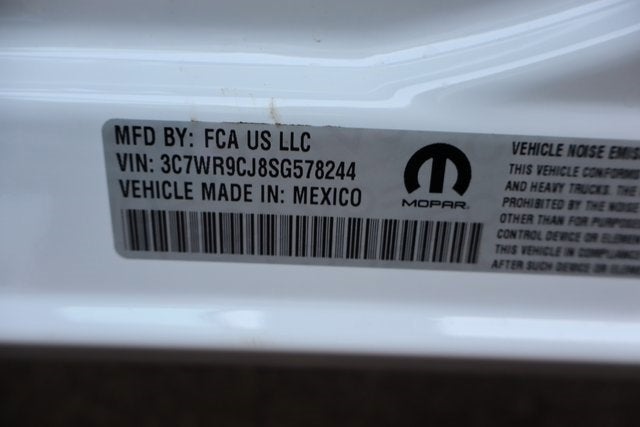 MFD BY: FCA US LLC
VIN: 3C7WR9CJ8SG578244
VEHICLE MADE IN: MEXICO
MOPAR
VEHICLE NOISE EMIS
THIS VEHICLE CONFORMS
AND HEAVY TRUCKS. THE
PROHIBITED BY THE NOISE
OTHER THAN FOR PURPOSE
CONTROL DEVICE OR ELEMEN
THIS VEHICLE IN COMPLIANCE
AFTER SUCH DEVICE OR ELEM